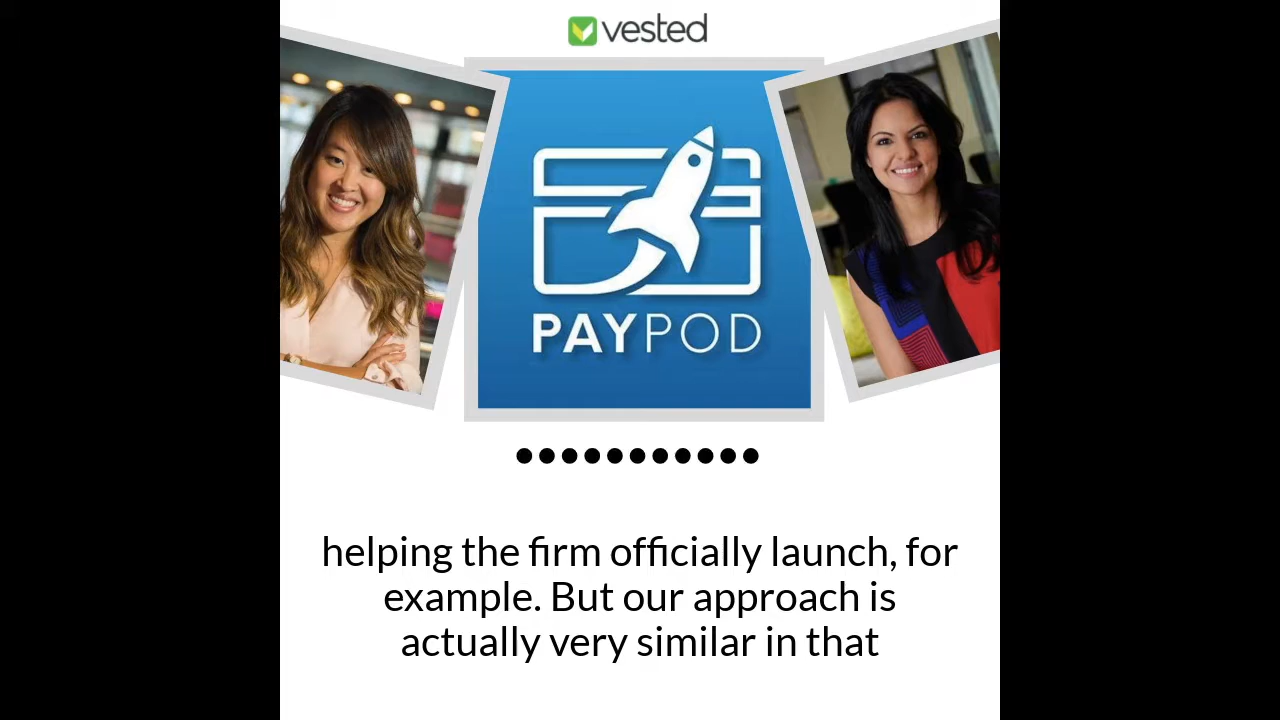 vested
PAYPOD
helping the firm officially launch, for
example. But our approach is
actually very similar in that